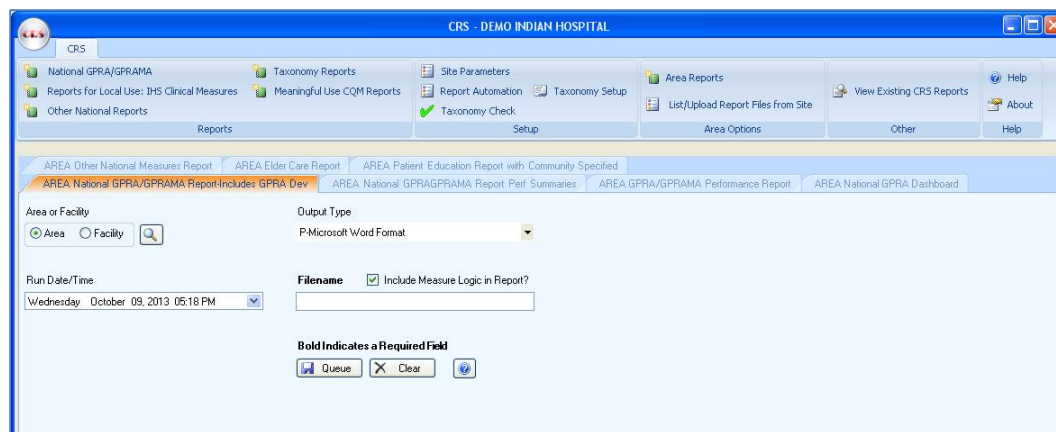 CRS - DEMO INDIAN HOSPITAL
CRS
CRS
National GPRA/GPRAMA
Reports for Local Use: IHS Clinical Measures
Other National Reports
Taxonomy Reports
Meaningful Use CQM Reports
Reports
Site Parameters
Report Automation
Taxonomy Setup
Taxonomy Check
Setup
Area Reports
List/Upload Report Files from Site
Area Options
View Existing CRS Reports
Other
Help
About
Help
AREA Other National Measures Report
AREA Elder Care Report
AREA Patient Education Report with Community Specified
AREA National GPRA/GPRAMA Report-Includes GPRA Dev
AREA National GPRAGPRAMA Report Perf Summaries
AREA GPRA/GPRAMA Performance Report
AREA National GPRA Dashboard
Area or Facility
Area
Facility
Output Type
P-Microsoft Word Format
Run Date/Time
Wednesday October 09, 2013 05:18 PM
Filename
Include Measure Logic in Report?
Bold Indicates a Required Field
Queue
Clear